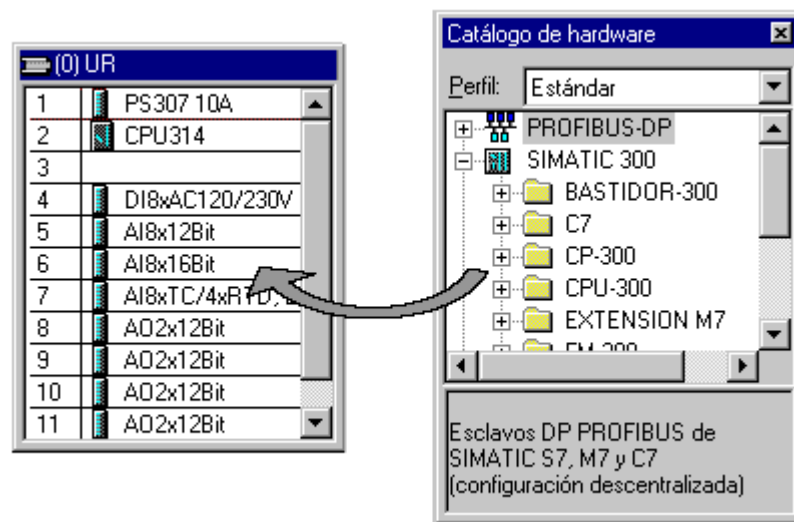 (0) UR
1 PS307 10A
2 CPU314
3
4 DI8xAC120/230V
5 AI8x12Bit
6 AI8x16Bit
7 AI8xTC/4xRTD,
8 AO2x12Bit
9 AO2x12Bit
10 AO2x12Bit
11 AO2x12Bit
Catálogo de hardware
Perfil: Estándar
PROFIBUS-DP
SIMATIC 300
BASTIDOR-300
C7
CP-300
CPU-300
EXTENSION M7
Esclavos DP PROFIBUS de
SIMATIC S7, M7 y C7
(configuración descentralizada)